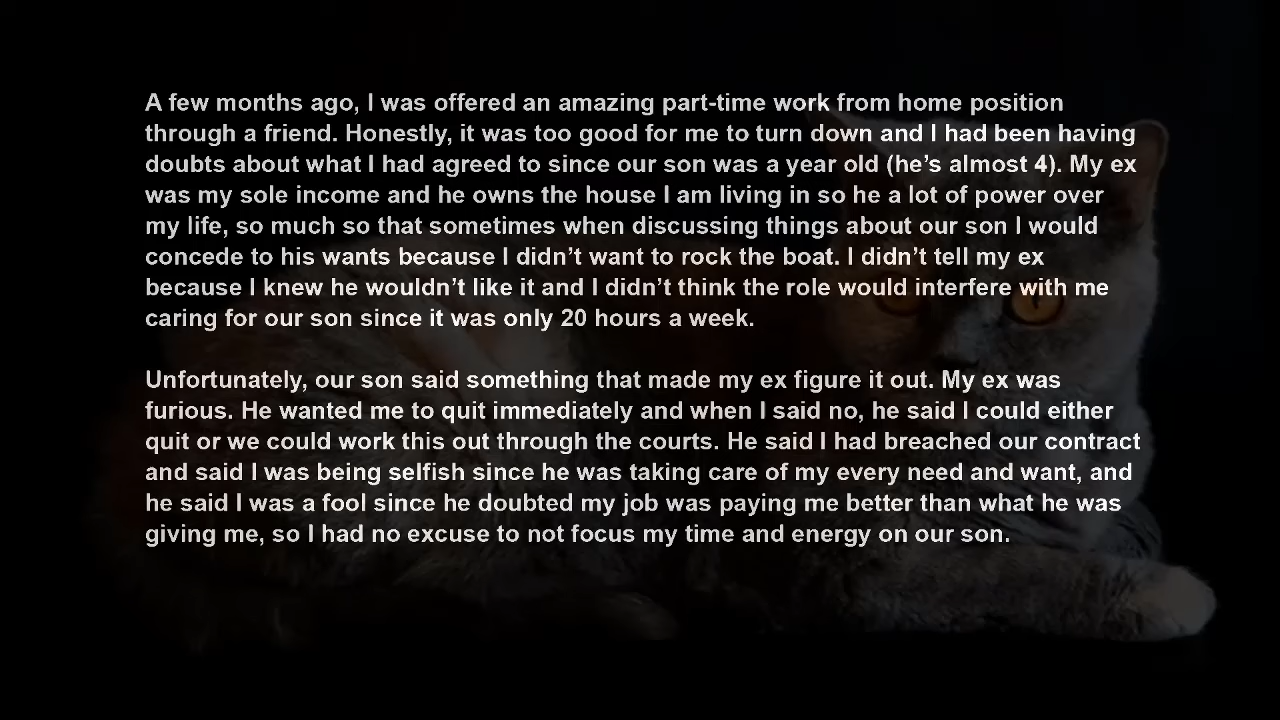 A few months ago, I was offered an amazing part-time work from home position
through a friend. Honestly, it was too good for me to turn down and I had been having
doubts about what I had agreed to since our son was a year old (he’s almost 4). My ex
was my sole income and he owns the house I am living in so he a lot of power over
my life, so much so that sometimes when discussing things about our son I would
concede to his wants because I didn’t want to rock the boat. I didn’t tell my ex
because I knew he wouldn’t like it and I didn’t think the role would interfere with me
caring for our son since it was only 20 hours a week.
Unfortunately, our son said something that made my ex figure it out. My ex was
furious. He wanted me to quit immediately and when I said no, he said I could either
quit or we could work this out through the courts. He said I had breached our contract
and said I was being selfish since he was taking care of my every need and want, and
he said I was a fool since he doubted my job was paying me better than what he was
giving me, so I had no excuse to not focus my time and energy on our son.